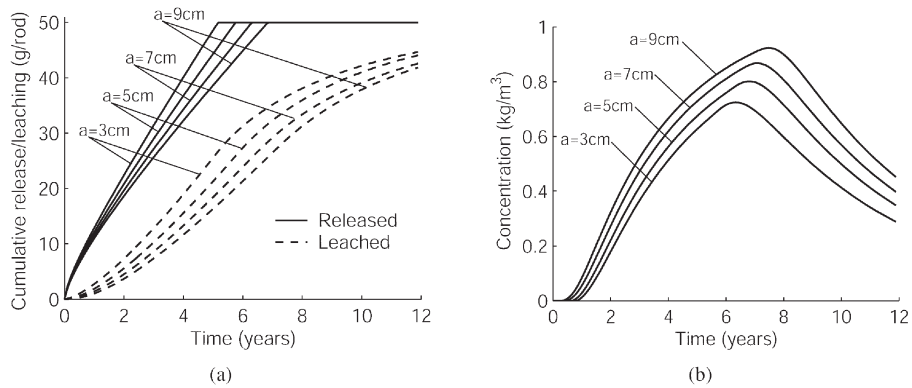 Cumulative release/leaching (g/rod)
50
40
30
20
10
0
a=9cm
a=7cm
a=5cm
a=3cm
Released
Leached
0 2 4 6 8 10 12
Time (years)
(a)
Concentration (kg/m³)
1
0.8
0.6
0.4
0.2
0
a=9cm
a=7cm
a=5cm
a=3cm
0 2 4 6 8 10 12
Time (years)
(b)